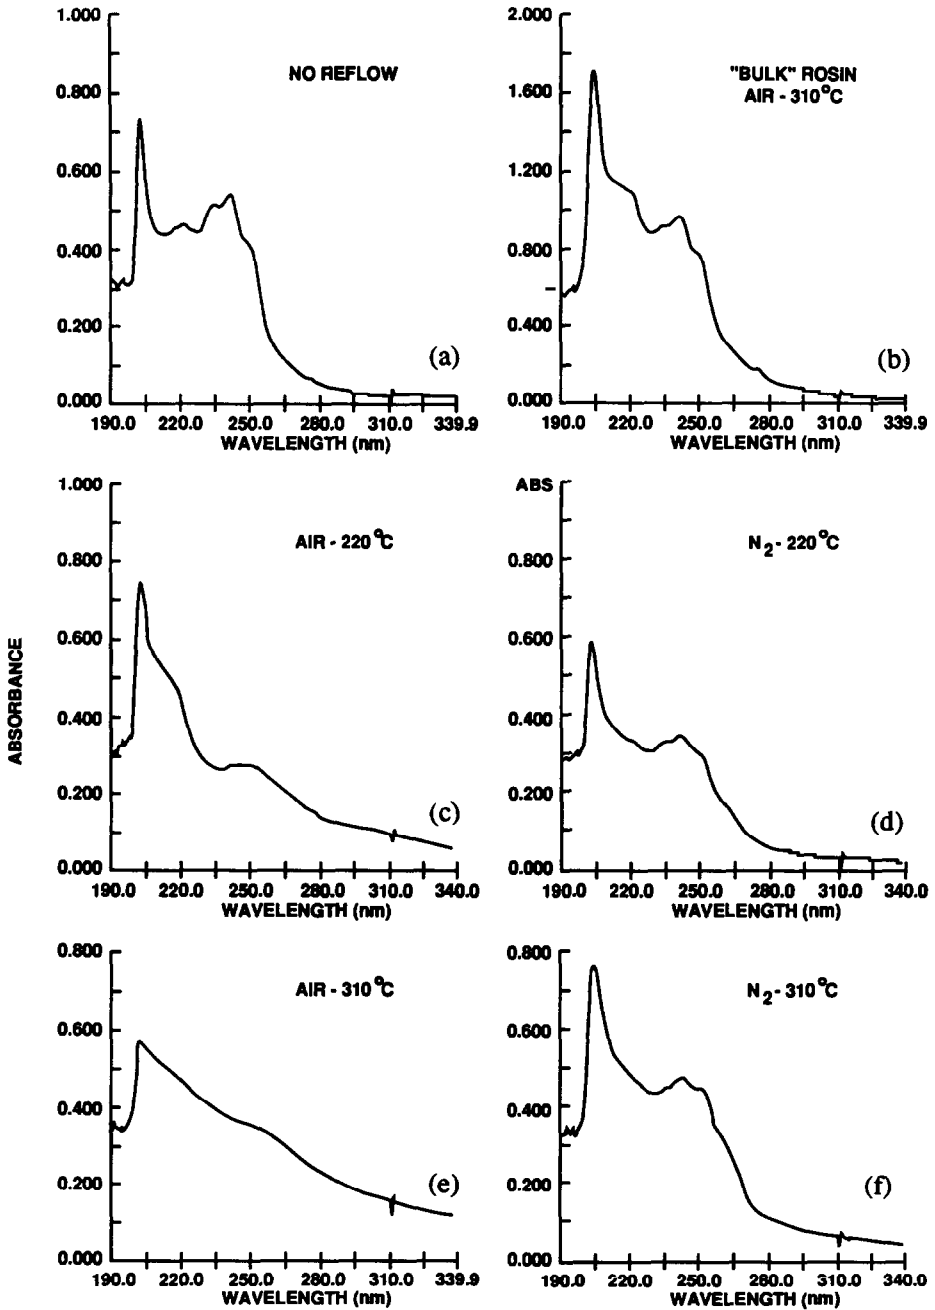 1.000
NO REFLOW
0.800
0.600
0.400
0.200
(a)
0.000
190.0 220.0 250.0 280.0 310.0 339.9
WAVELENGTH (nm)
2.000
"BULK" ROSIN
AIR - 310°C
1.600
1.200
0.800
0.400
(b)
0.000
190.0 220.0 250.0 280.0 310.0 339.9
WAVELENGTH (nm)
ABSORBANCE
1.000
AIR - 220°C
0.800
0.600
0.400
0.200
(c)
0.000
190.0 220.0 250.0 280.0 310.0 340.0
WAVELENGTH (nm)
ABS
N2 - 220°C
0.800
0.600
0.400
0.200
(d)
0.000
190.0 220.0 250.0 280.0 310.0 340.0
WAVELENGTH (nm)
0.800
AIR - 310°C
0.600
0.400
0.200
(e)
0.000
190.0 220.0 250.0 280.0 310.0 339.9
WAVELENGTH (nm)
0.800
N2 - 310°C
0.600
0.400
0.200
(f)
0.000
190.0 220.0 250.0 280.0 310.0 340.0
WAVELENGTH (nm)